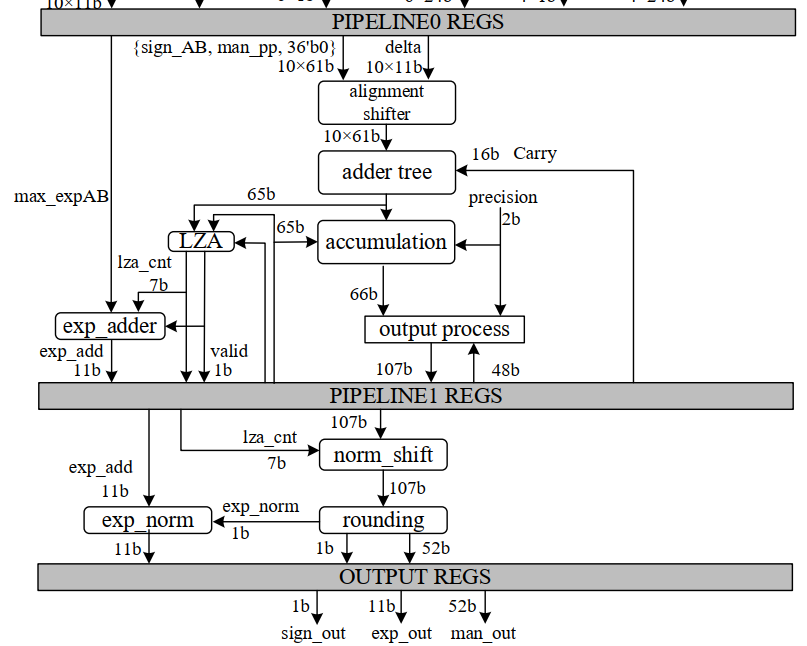 10×11b
PIPELINE0 REGS
{sign_AB, man_pp, 36'b0}
delta
10×61b
10×11b
alignment
shifter
10×61b
16b Carry
adder tree
max_expAB
65b
precision
2b
65b
LZA
accumulation
lza_cnt
7b
66b
exp_adder
output process
exp_add
11b
valid
1b
107b
48b
PIPELINE1 REGS
107b
lza_cnt
7b
norm_shift
exp_add
11b
107b
exp_norm
1b
exp_norm
rounding
11b
1b
52b
OUTPUT REGS
1b
11b
52b
sign_out
exp_out
man_out